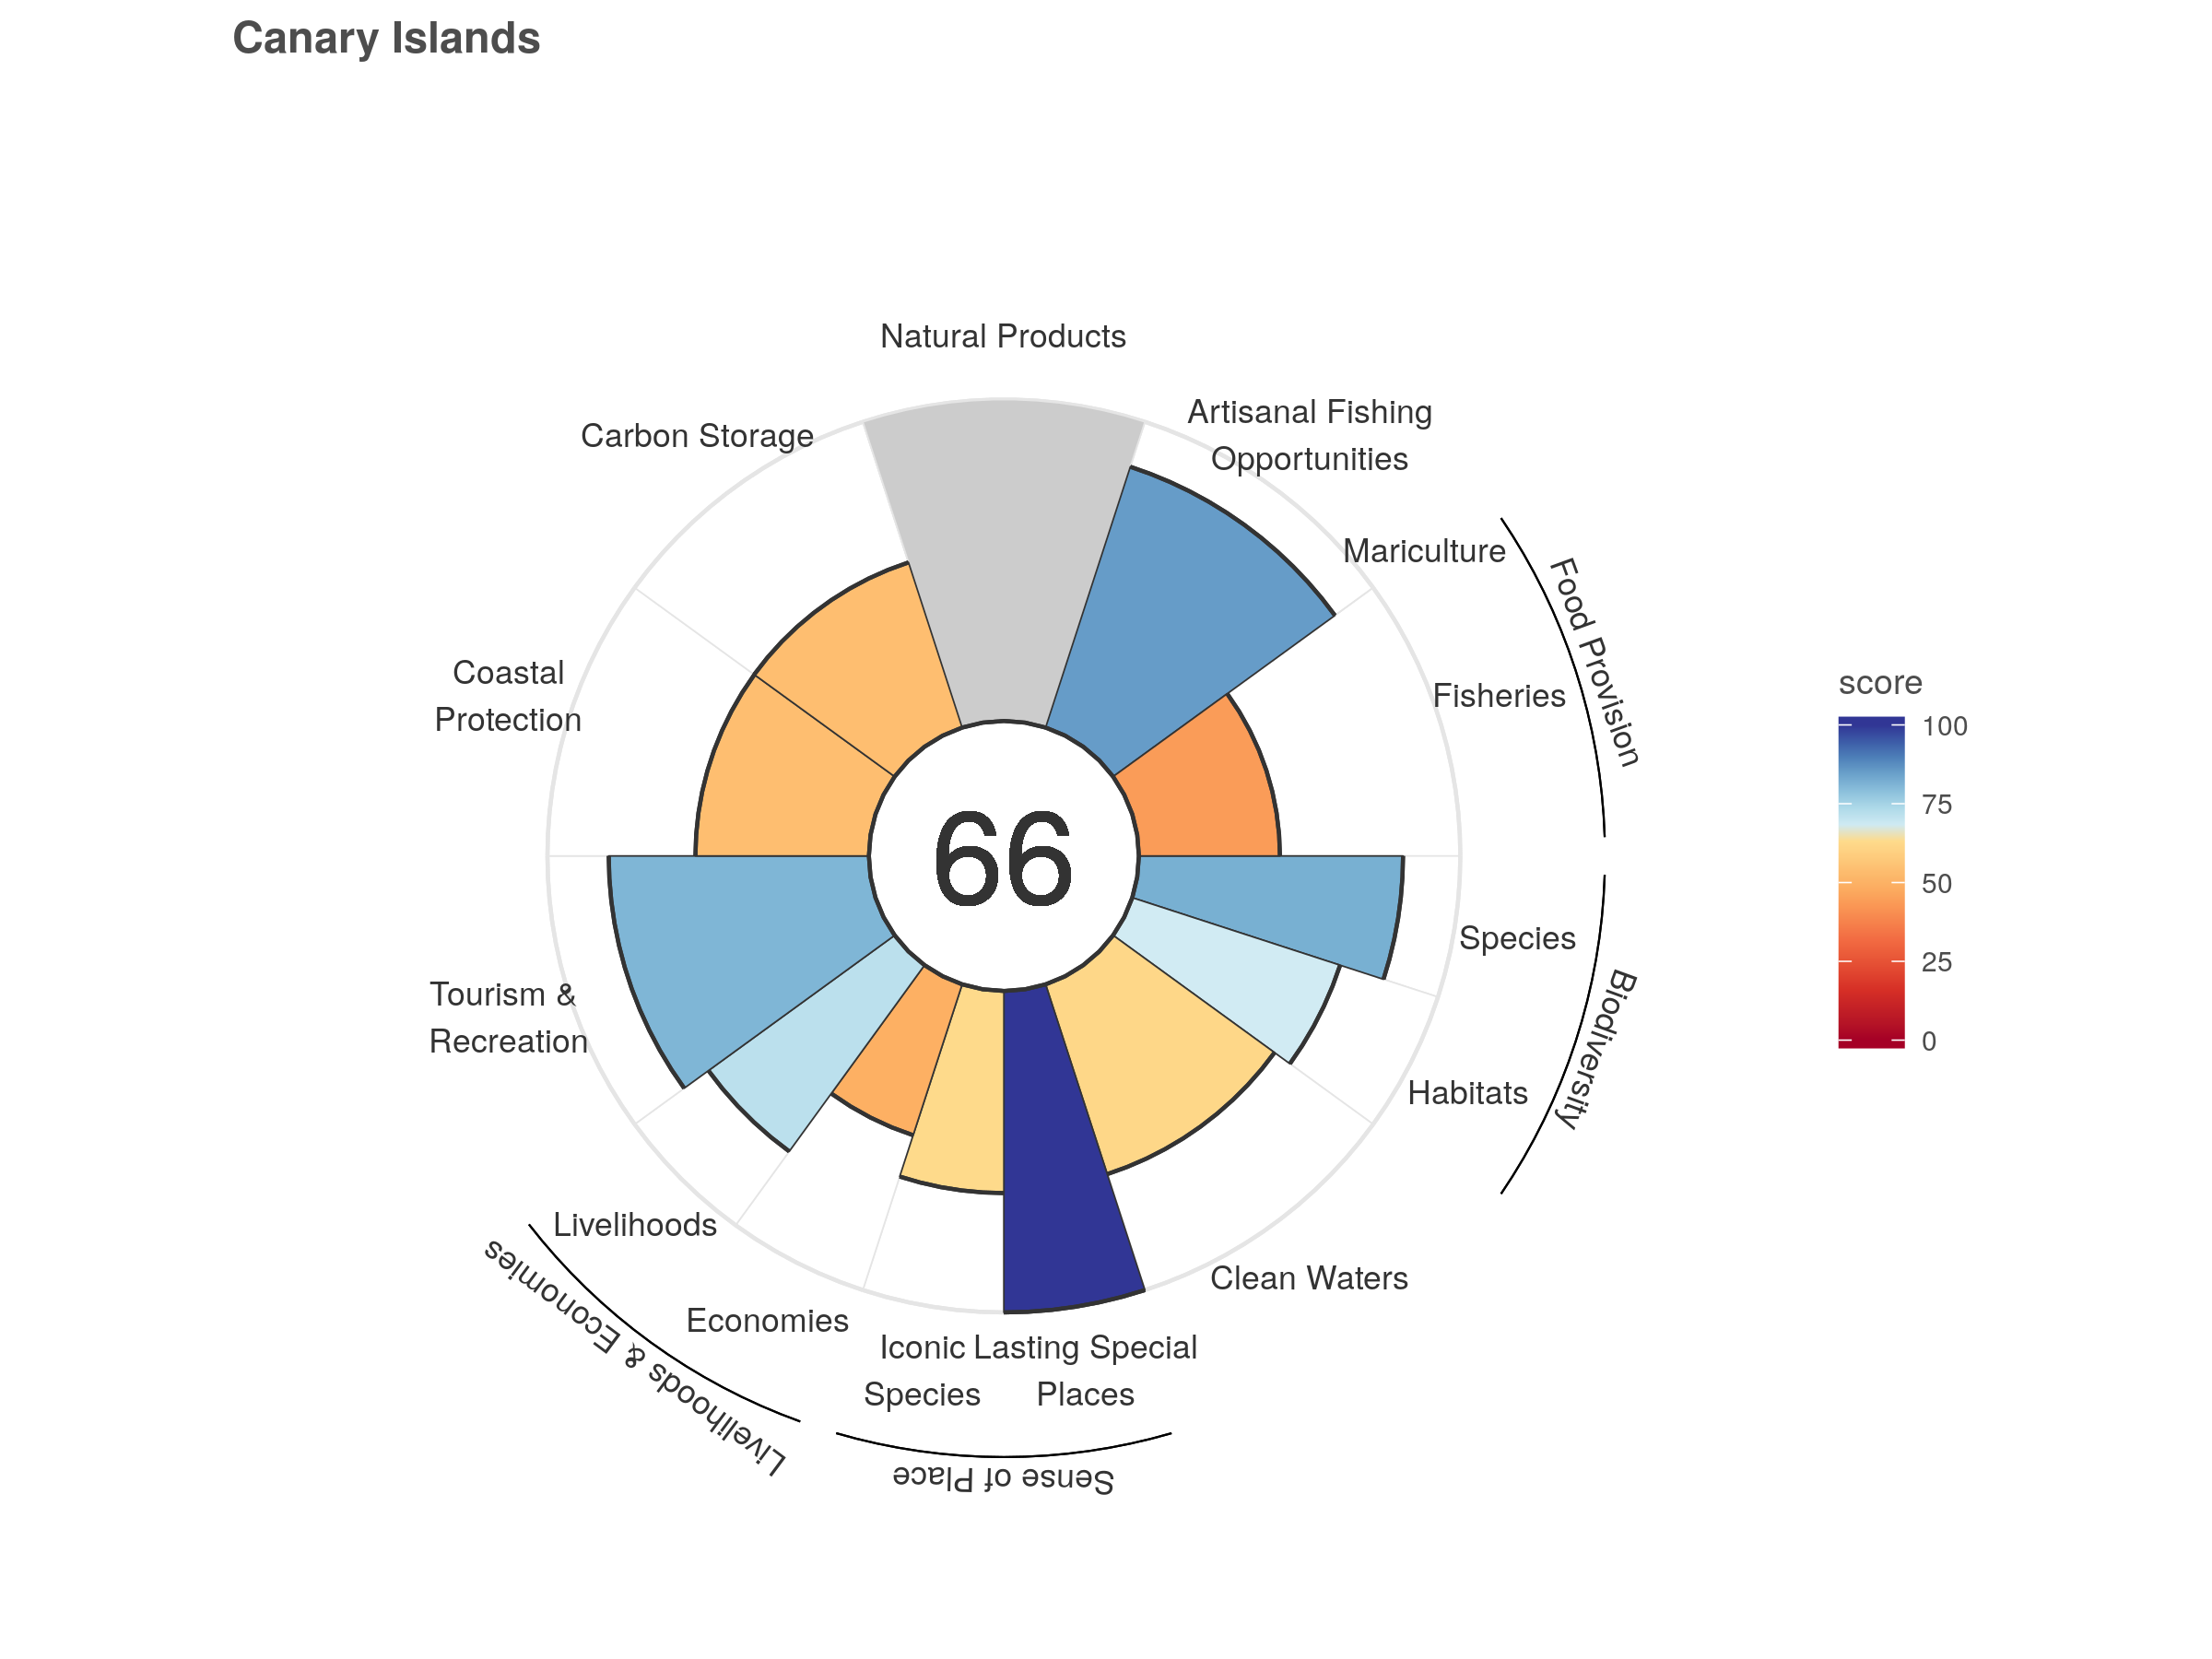 Canary Islands
Natural Products
Artisanal Fishing
Opportunities
Carbon Storage
Mariculture
Food Provision
Fisheries
Coastal
Protection
score
100
75
50
25
0
66
Species
Biodiversity
Tourism &
Recreation
Habitats
Livelihoods
Clean Waters
Economies
Livelihoods & Economies
Iconic
Species
Lasting Special
Places
Sense of Place